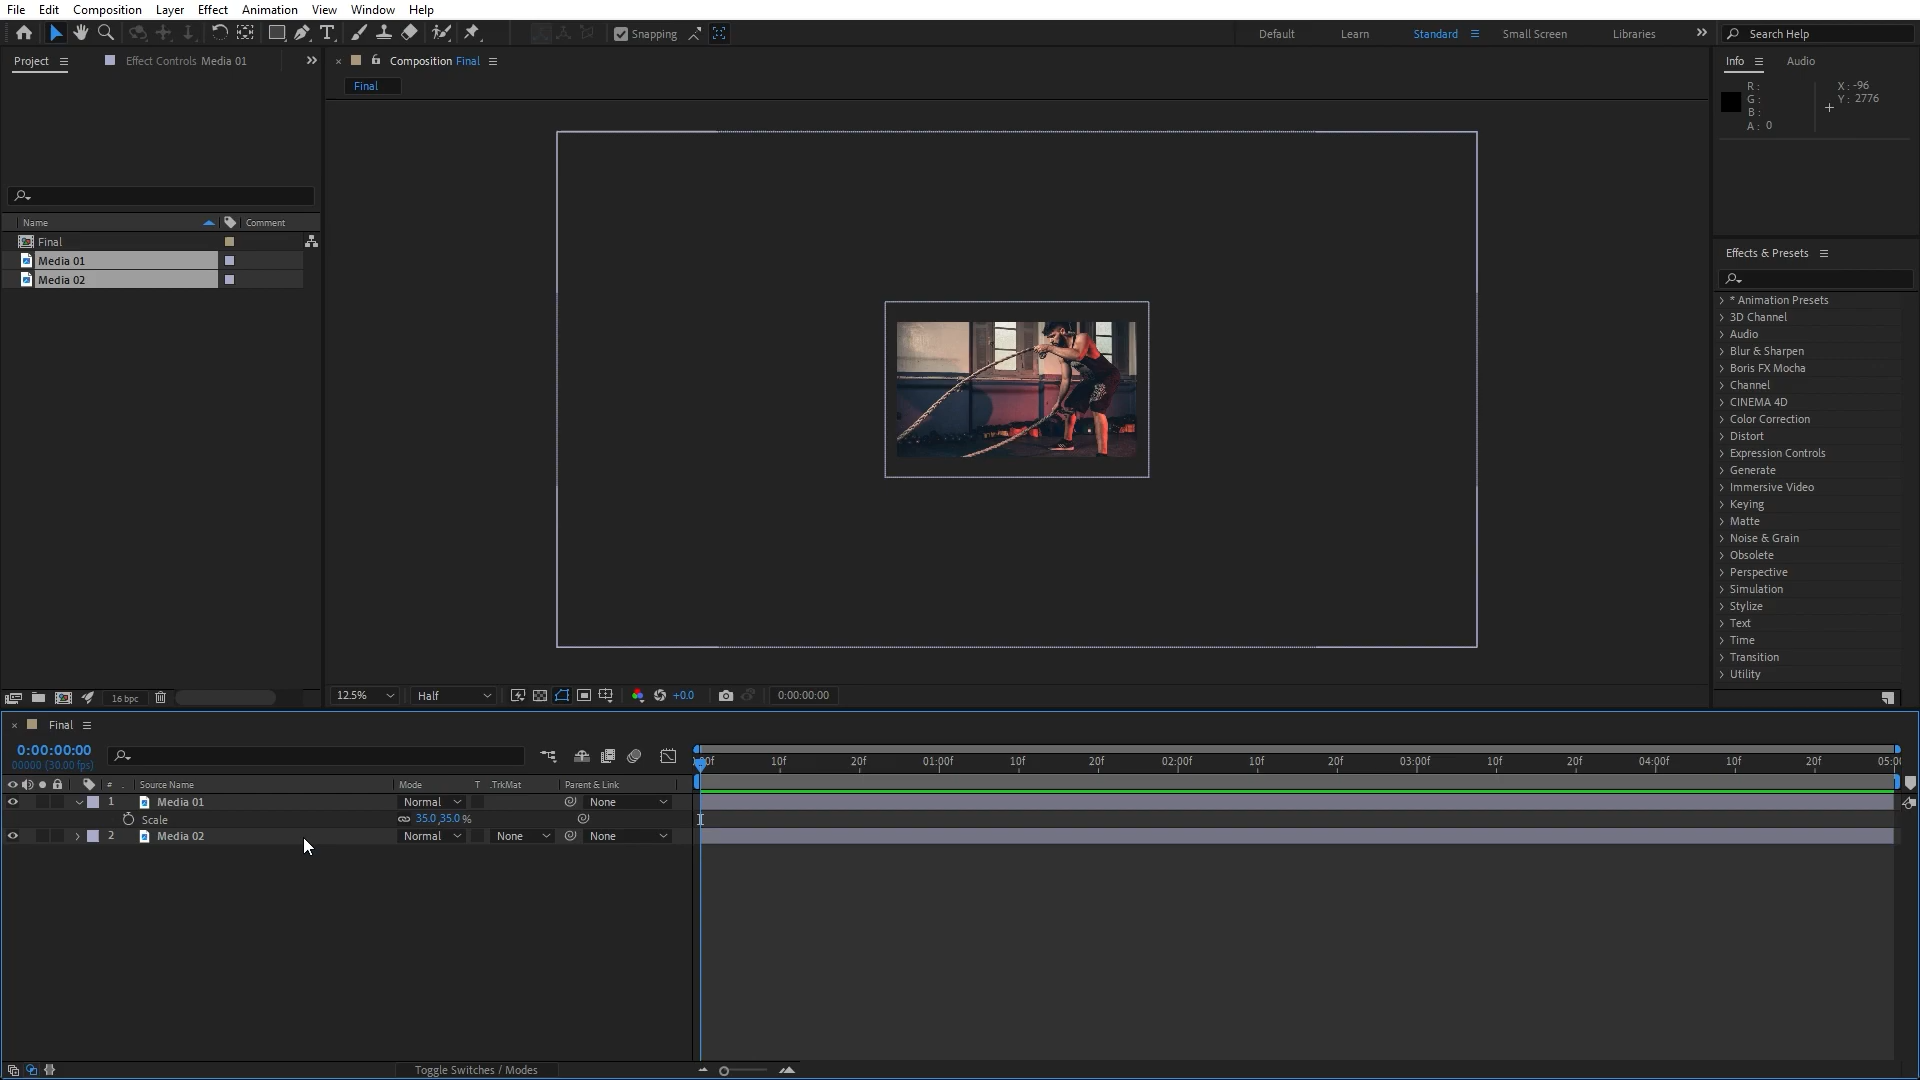 File Edit Composition Layer Effect Animation View Window Help
Snapping
Default Learn Standard Small Screen Libraries Search Help
Project Effect Controls Media 01
Composition Final
Final
Info Audio
R :
G :
B :
A : 0
X : -96
Y : 2776
Name Comment
Final
Media 01
Media 02
Effects & Presets
* Animation Presets
3D Channel
Audio
Blur & Sharpen
Boris FX Mocha
Channel
CINEMA 4D
Color Correction
Distort
Expression Controls
Generate
Immersive Video
Keying
Matte
Noise & Grain
Obsolete
Perspective
Simulation
Stylize
Text
Time
Transition
Utility
16 bpc
12.5% Half +0.0 0:00:00:00
Final
0:00:00:00
00000 (30.00 fps)
# Source Name Mode T .TrkMat Parent & Link
1 Media 01 Normal None
Scale 35.0,35.0 %
2 Media 02 Normal None None
10f 20f 01:00f 10f 20f 02:00f 10f 20f 03:00f 10f 20f 04:00f 10f 20f
Toggle Switches / Modes